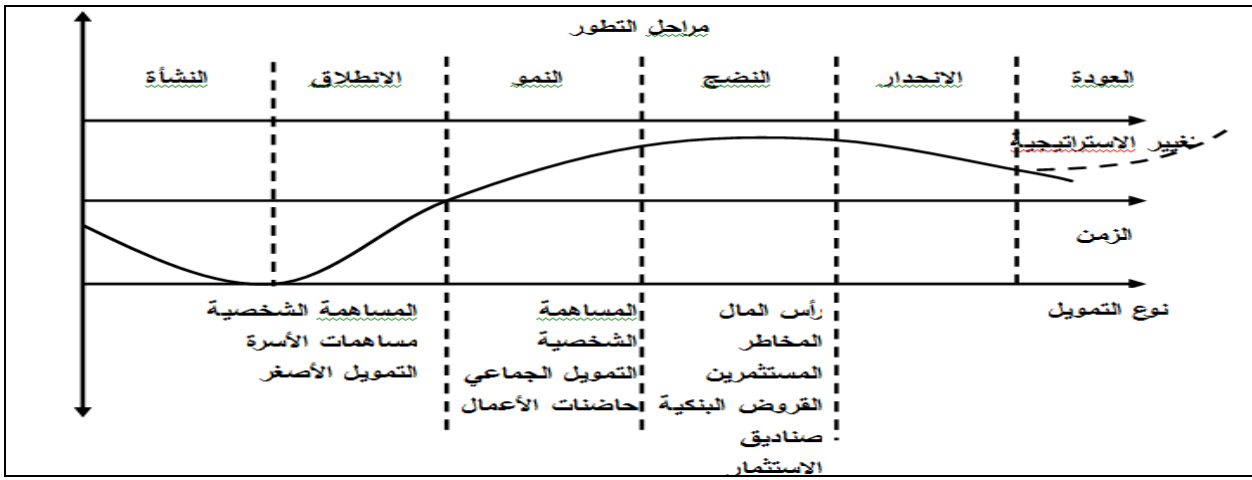 مراحل التطور
النشأة
الانطلاق
النمو
النضج
الانحدار
العودة
تغيير الاستراتيجية
الزمن
نوع التمويل
المساهمة الشخصية
مساهمات الأسرة
التمويل الأصغر
المساهمة
الشخصية
التمويل الجماعي
حاضنات الأعمال
رأس المال
المخاطر
المستثمرين
القروض البنكية
صناديق
الاستثمار